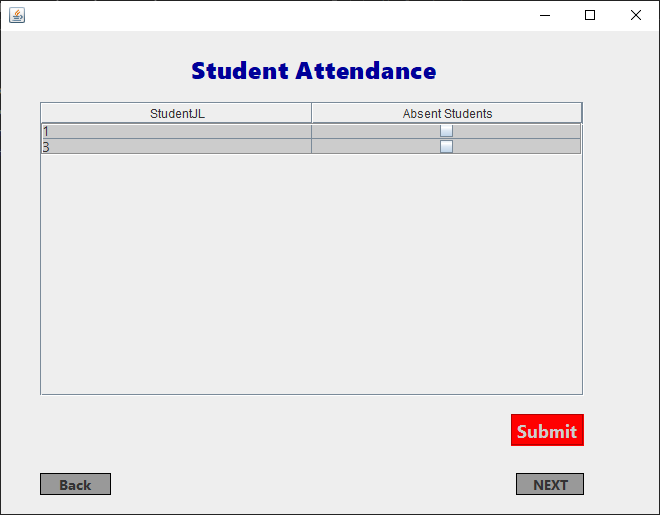 Student Attendance
StudentJL Absent Students
1
3
Submit
Back NEXT